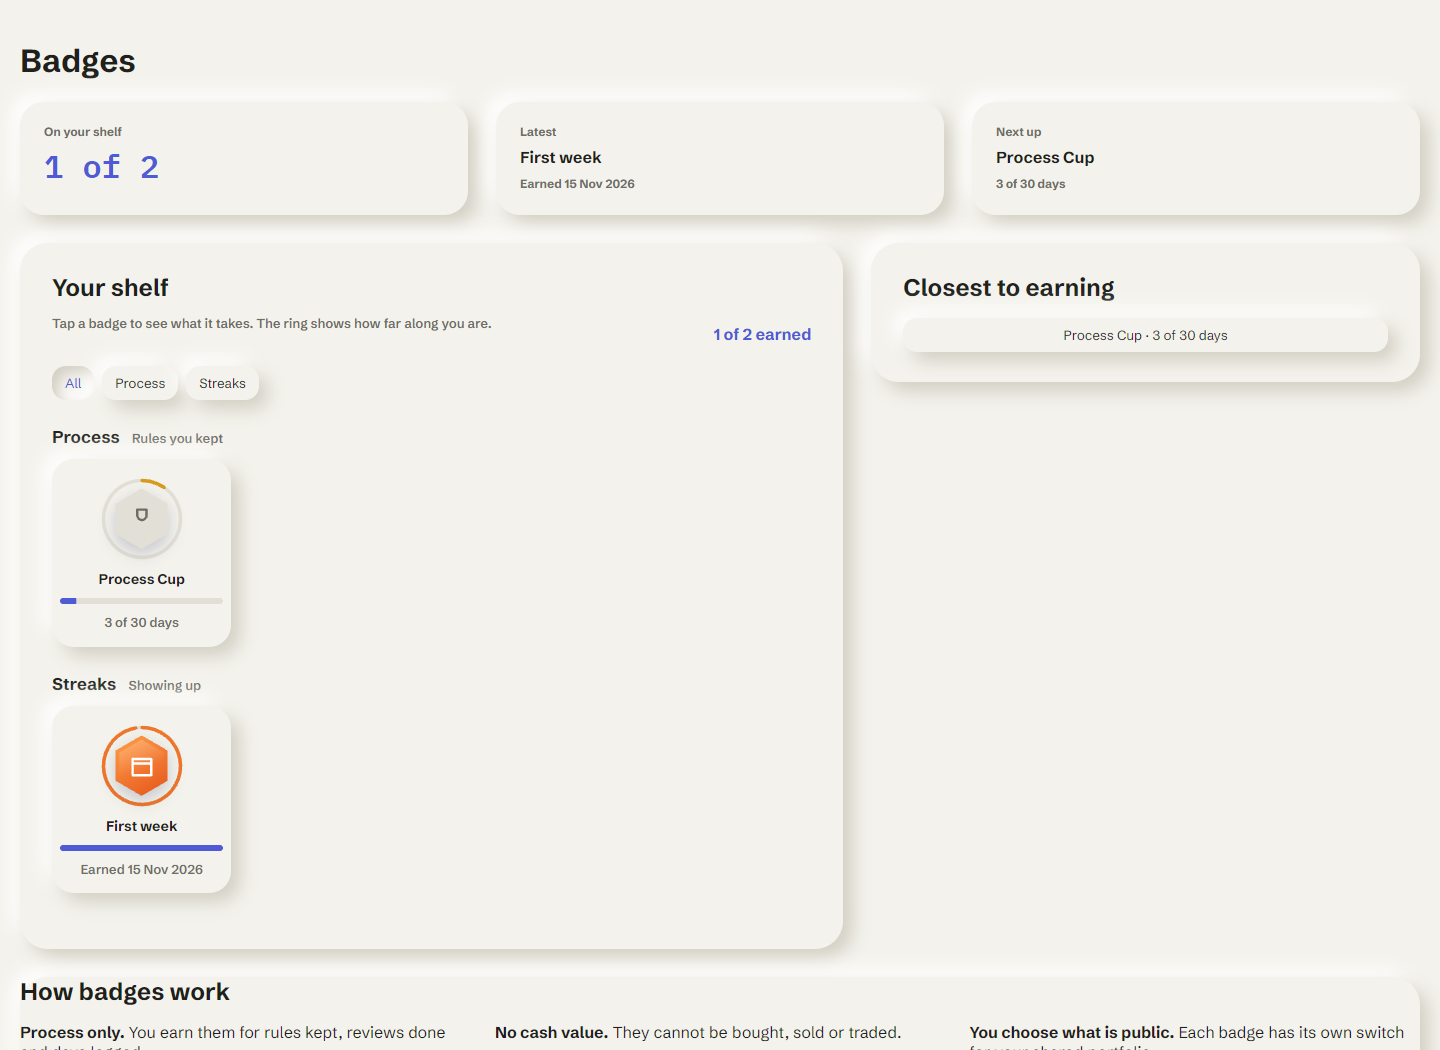 Badges
On your shelf
1 of 2
Latest
First week
Earned 15 Nov 2026
Next up
Process Cup
3 of 30 days
Your shelf
Tap a badge to see what it takes. The ring shows how far along you are.
1 of 2 earned
All
Process
Streaks
Process Rules you kept
Process Cup
3 of 30 days
Streaks Showing up
First week
Earned 15 Nov 2026
Closest to earning
Process Cup · 3 of 30 days
How badges work
Process only. You earn them for rules kept, reviews done
No cash value. They cannot be bought, sold or traded.
You choose what is public. Each badge has its own switch